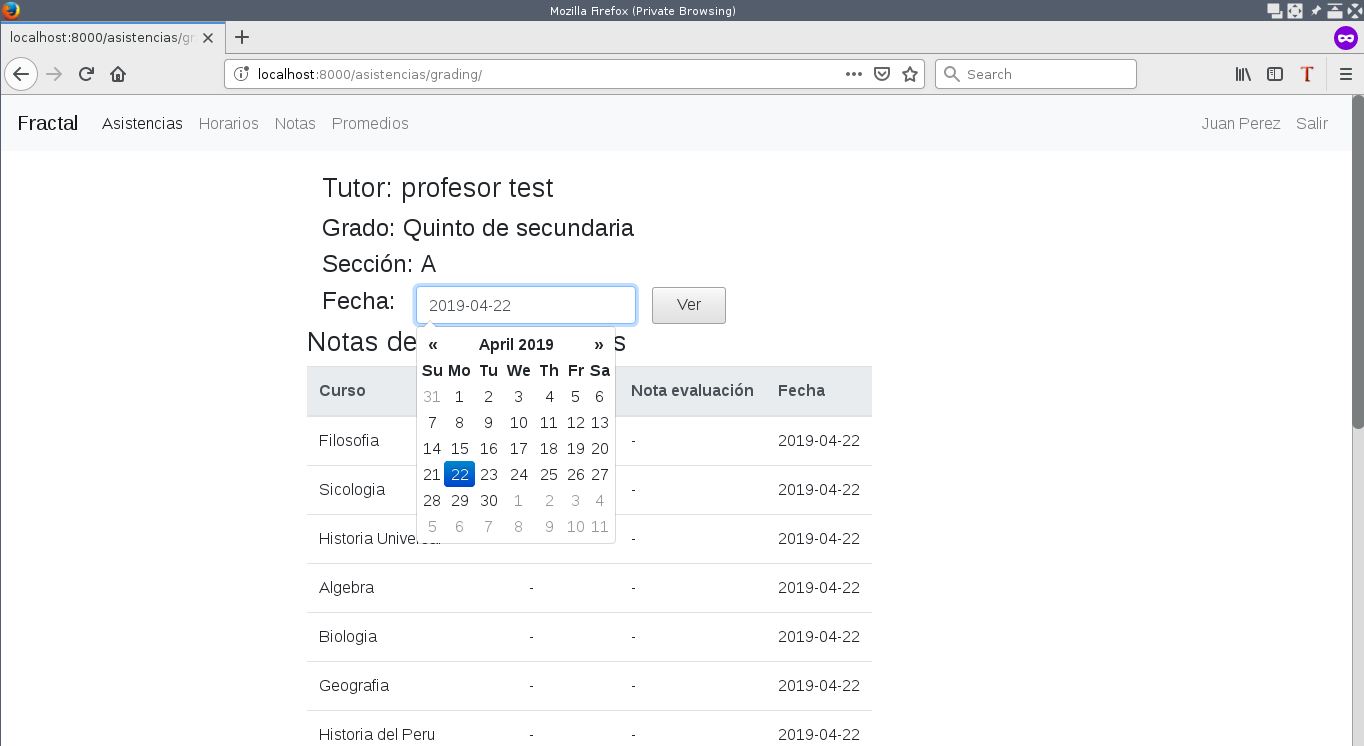 Mozilla Firefox (Private Browsing)
localhost:8000/asistencias/gr
localhost:8000/asistencias/grading/
Search
Fractal Asistencias Horarios Notas Promedios Juan Perez Salir
Tutor: profesor test
Grado: Quinto de secundaria
Sección: A
Fecha: 2019-04-22 Ver
Notas de s
« April 2019 »
Su Mo Tu We Th Fr Sa
31 1 2 3 4 5 6
7 8 9 10 11 12 13
14 15 16 17 18 19 20
21 22 23 24 25 26 27
28 29 30 1 2 3 4
5 6 7 8 9 10 11
Curso Nota evaluación Fecha
Filosofia - 2019-04-22
Sicologia - 2019-04-22
Historia Universal - 2019-04-22
Algebra - - 2019-04-22
Biologia - - 2019-04-22
Geografia - - 2019-04-22
Historia del Peru - - 2019-04-22